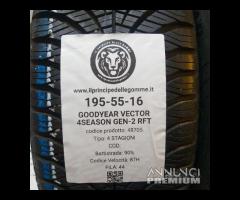 www.ilprincipedellegomme.it
195-55-16
GOODYEAR VECTOR
4SEASON GEN-2 RFT
codice prodotto: 48705
Tipo: 4 STAGIONI
COD:
Battistrada: 90%
Codice Velocità: 87H
FILA: 44
ANNUNCI
PREMIUM